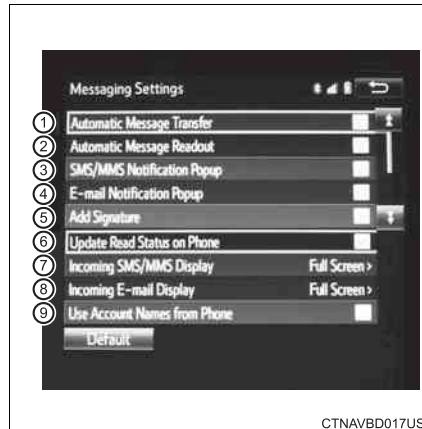 Messaging Settings
1 Automatic Message Transfer
2 Automatic Message Readout
3 SMS/MMS Notification Popup
4 E-mail Notification Popup
5 Add Signature
6 Update Read Status on Phone
7 Incoming SMS/MMS Display Full Screen >
8 Incoming E-mail Display Full Screen >
9 Use Account Names from Phone
Default
CTNAVBD017US